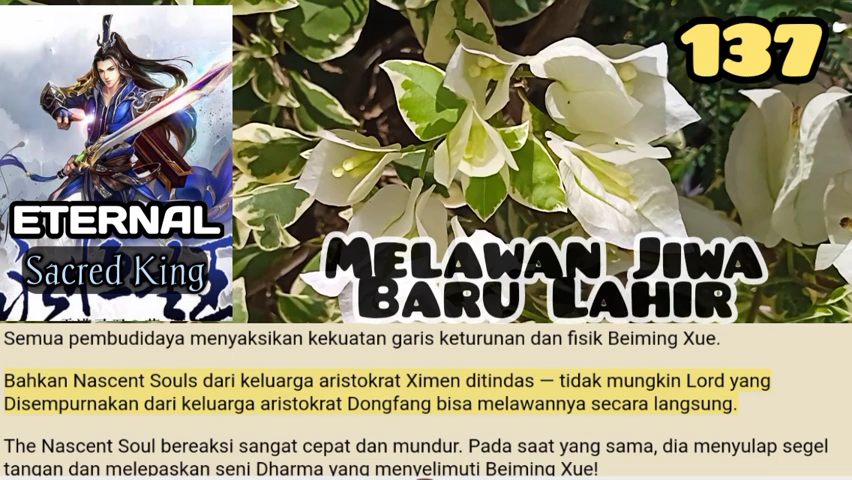 137
ETERNAL
Sacred King
MELAWAN JIWA
BARU LAHIR
Semua pembudidaya menyaksikan kekuatan garis keturunan dan fisik Beiming Xue.
Bahkan Nascent Souls dari keluarga aristokrat Ximen ditindas — tidak mungkin Lord yang
Disempurnakan dari keluarga aristokrat Dongfang bisa melawannya secara langsung.
The Nascent Soul bereaksi sangat cepat dan mundur. Pada saat yang sama, dia menyulap segel
tangan dan melepaskan seni Dharma yang menyelimuti Beiming Xue!